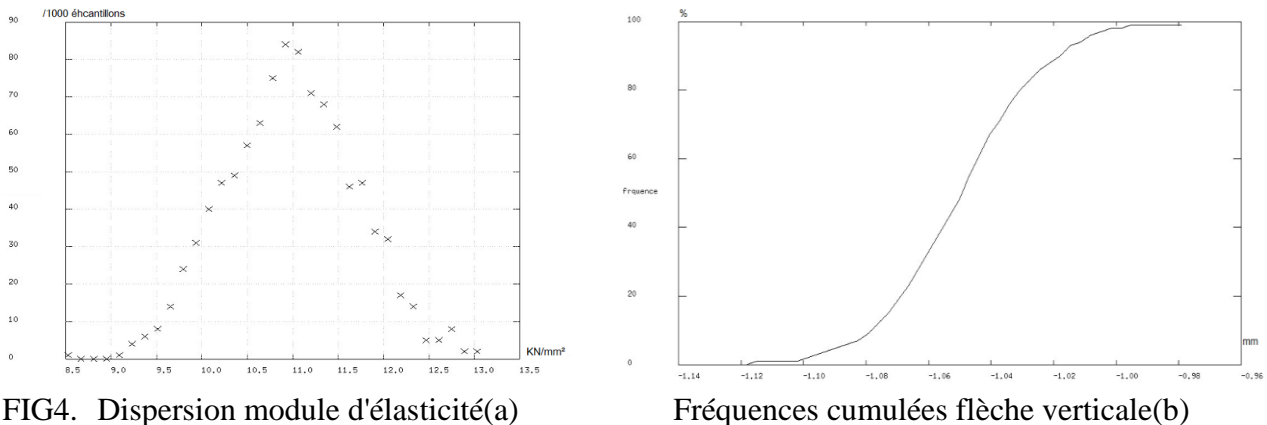 /1000 éhcantillons
90
80
70
60
50
40
30
20
10
0
8.5 9.0 9.5 10.0 10.5 11.0 11.5 12.0 12.5 13.0 13.5
KN/mm²
%
100
80
60
frquence
40
20
0
-1.14 -1.12 -1.10 -1.08 -1.06 -1.04 -1.02 -1.00 -0.98 -0.96
mm
FIG4. Dispersion module d'élasticité(a) Fréquences cumulées flèche verticale(b)